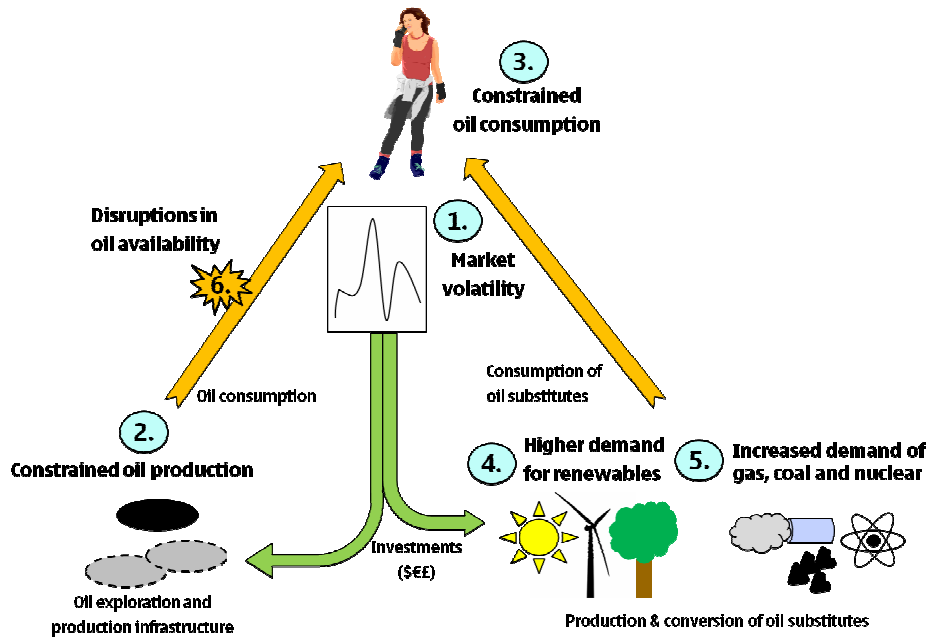 3.
Constrained
oil consumption
Disruptions in
oil availability
6.
1.
Market
volatility
Oil consumption
Consumption of
oil substitutes
2.
Constrained oil production
4.
Higher demand
for renewables
5.
Increased demand of
gas, coal and nuclear
Investments
($€£)
Oil exploration and
production infrastructure
Production & conversion of oil substitutes